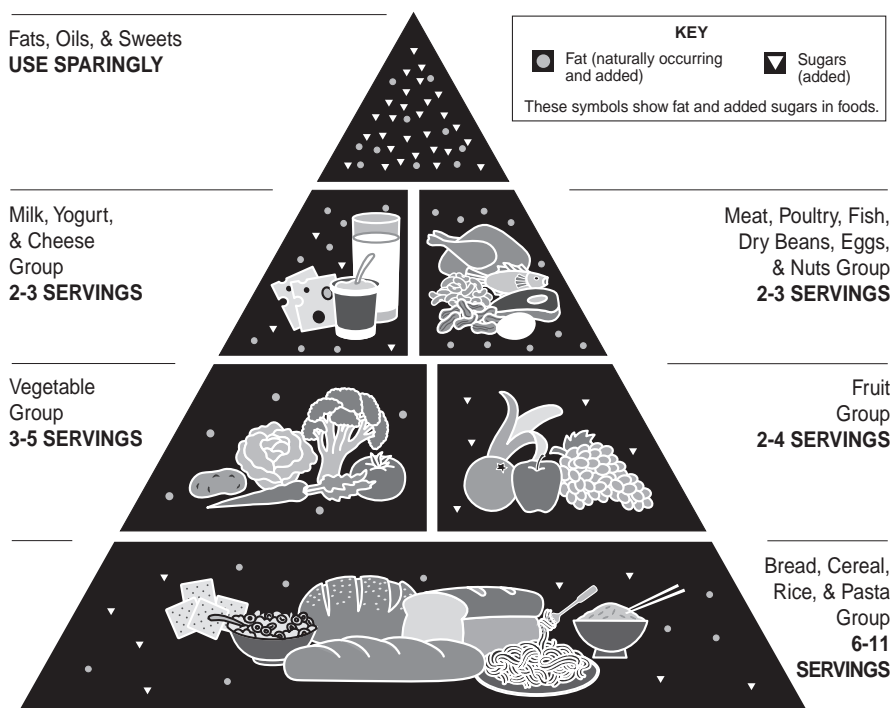 Fats, Oils, & Sweets
USE SPARINGLY
KEY
Fat (naturally occurring
and added)
Sugars
(added)
These symbols show fat and added sugars in foods.
Milk, Yogurt,
& Cheese
Group
2-3 SERVINGS
Meat, Poultry, Fish,
Dry Beans, Eggs,
& Nuts Group
2-3 SERVINGS
Vegetable
Group
3-5 SERVINGS
Fruit
Group
2-4 SERVINGS
Bread, Cereal,
Rice, & Pasta
Group
6-11
SERVINGS